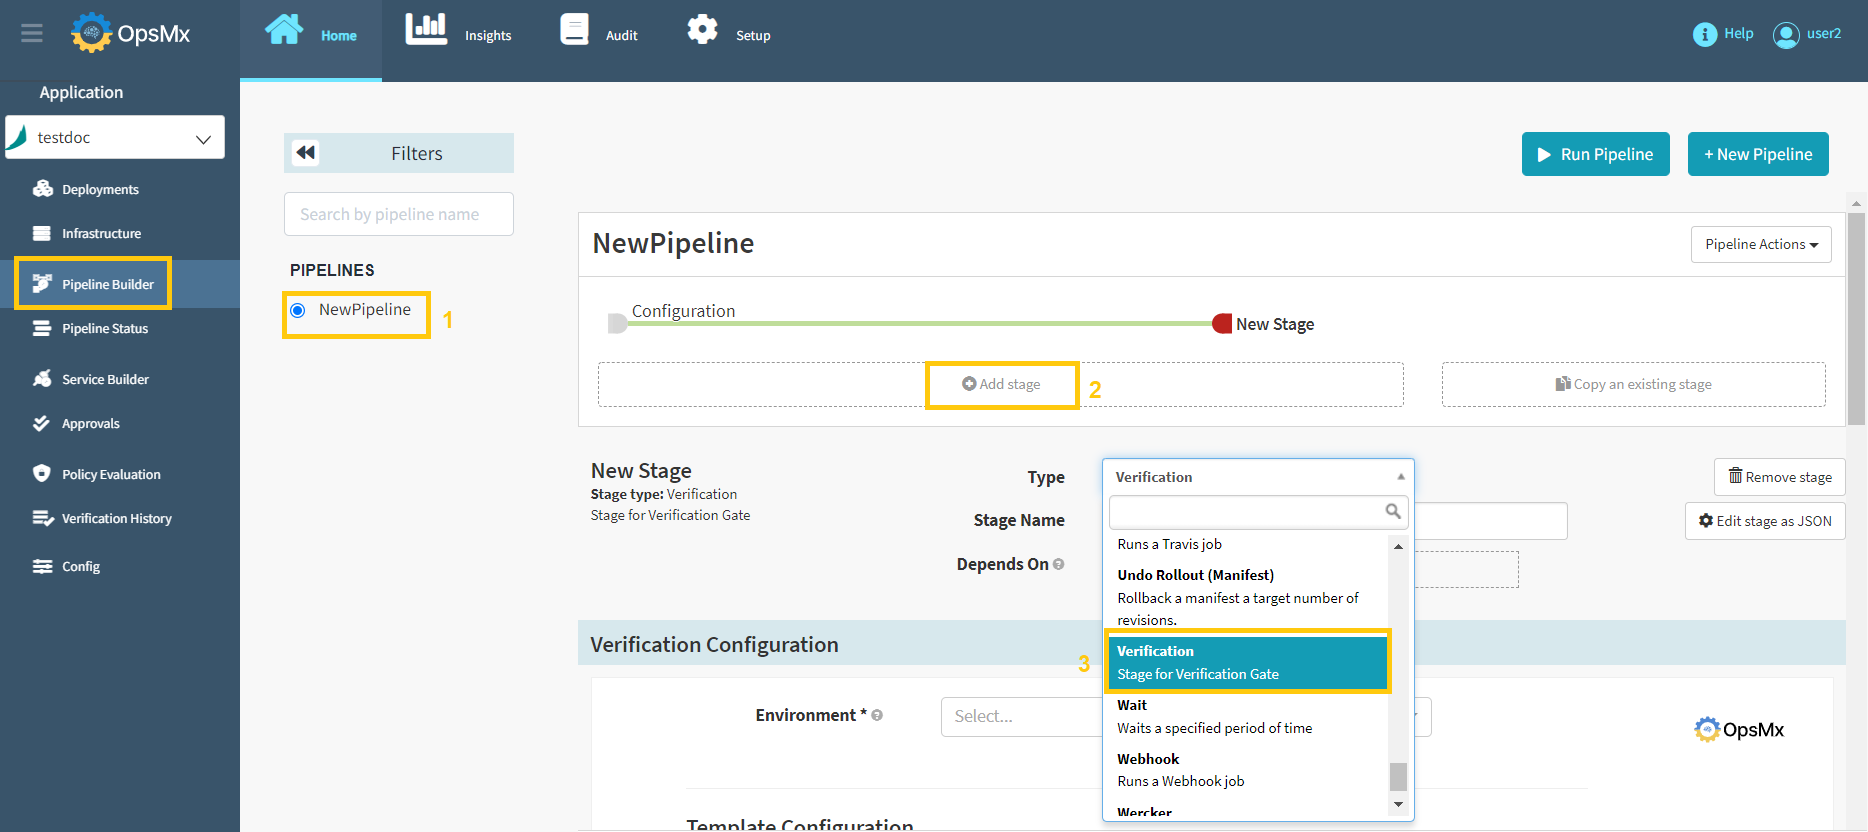 OpsMx
Home
Insights
Audit
Setup
Help
user2
Application
testdoc
Deployments
Infrastructure
Pipeline Builder
Pipeline Status
Service Builder
Approvals
Policy Evaluation
Verification History
Config
Filters
Search by pipeline name
PIPELINES
NewPipeline
1
Run Pipeline
+ New Pipeline
NewPipeline
Pipeline Actions
Configuration
New Stage
Add stage
2
Copy an existing stage
New Stage
Stage type: Verification
Stage for Verification Gate
Type
Verification
Stage Name
Depends On
Remove stage
Edit stage as JSON
Runs a Travis job
Undo Rollout (Manifest)
Rollback a manifest a target number of
revisions.
3
Verification
Stage for Verification Gate
Wait
Waits a specified period of time
Webhook
Runs a Webhook job
Wercker
Verification Configuration
Environment *
Select...
OpsMx
Template Configuration